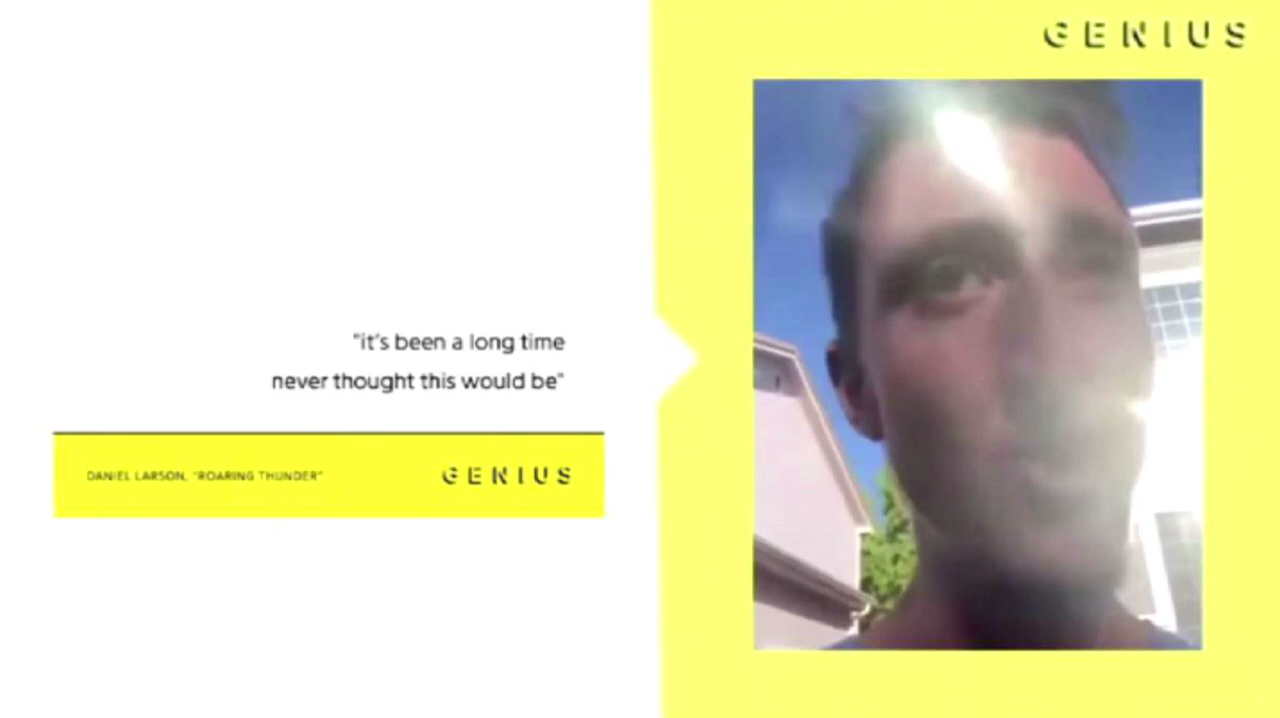 "it's been a long time
never thought this would be"
DANIEL LARSON, "ROARING THUNDER"
GENIUS
GENIUS